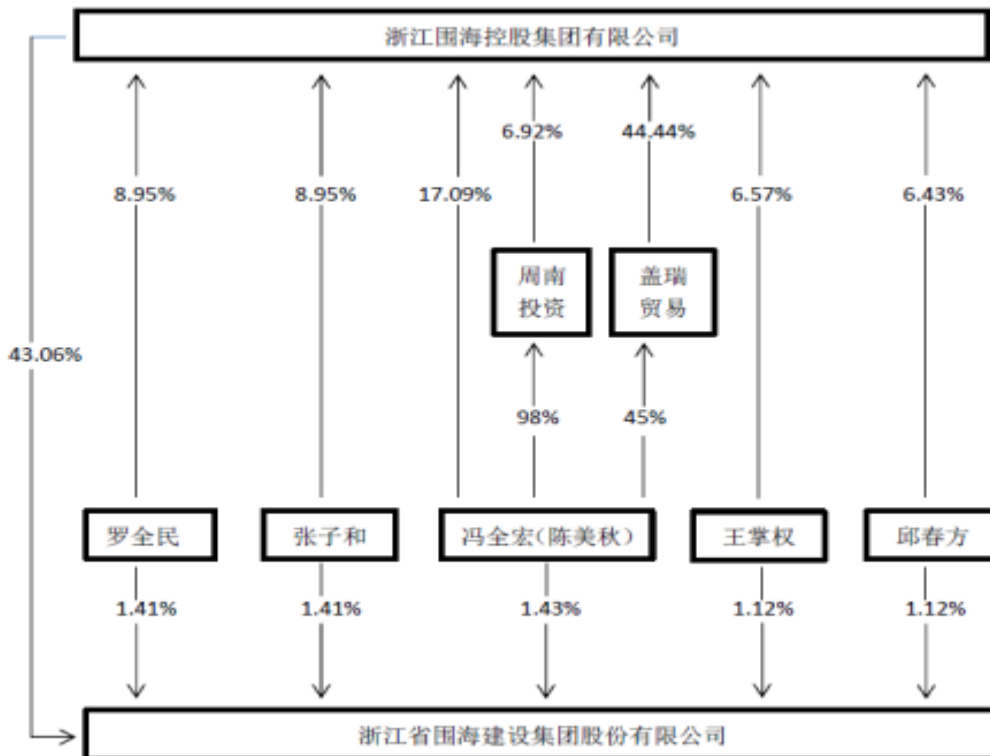 浙江围海控股集团有限公司
6.92%
44.44%
8.95%
8.95%
17.09%
6.57%
6.43%
周南
投资
盖瑞
贸易
43.06%
98%
45%
罗全民
张子和
冯全宏(陈美秋)
王掌权
邱春方
1.41%
1.41%
1.43%
1.12%
1.12%
浙江省围海建设集团股份有限公司